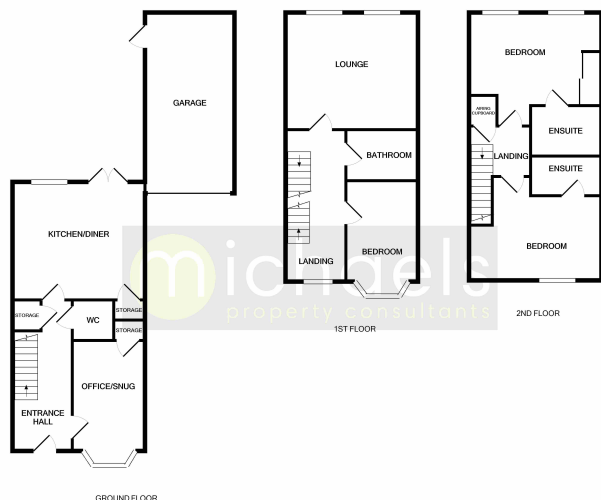 GARAGE
KITCHEN/DINER
STORAGE
WC
STORAGE
STORAGE
OFFICE/SNUG
ENTRANCE
HALL
GROUND FLOOR
LOUNGE
BATHROOM
BEDROOM
LANDING
1ST FLOOR
BEDROOM
AIRING
CUPBOARD
ENSUITE
LANDING
ENSUITE
BEDROOM
2ND FLOOR
michaels
property consultants